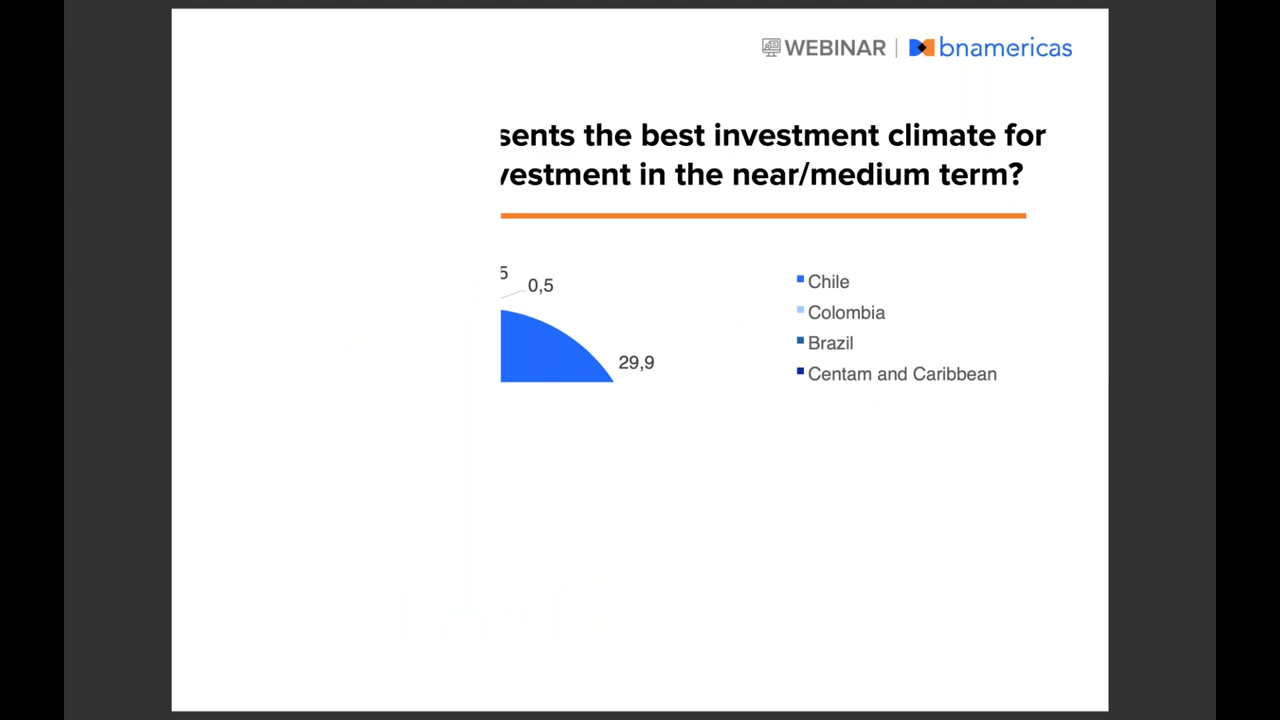 WEBINAR | bnamericas
sents the best investment climate for
vestment in the near/medium term?
5
0,5
29,9
Chile
Colombia
Brazil
Centam and Caribbean